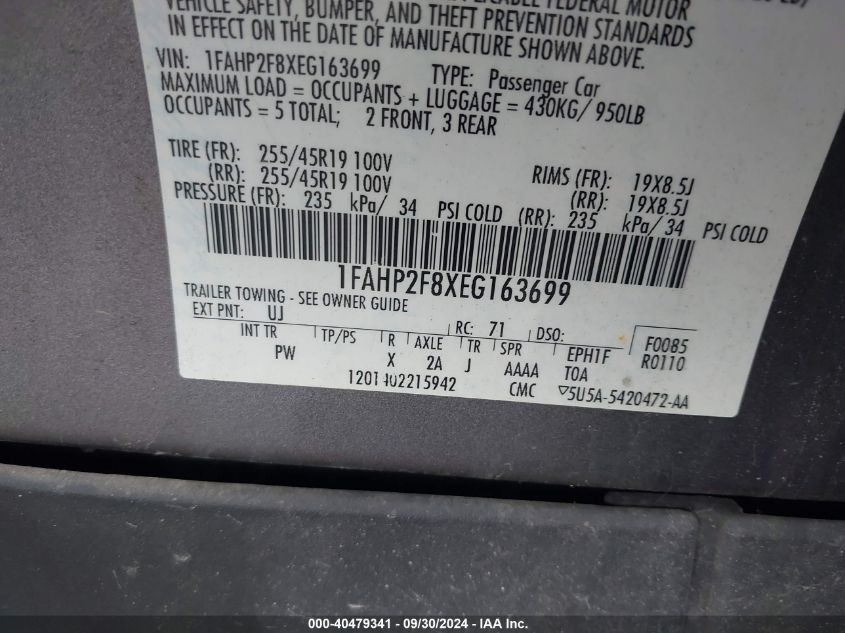 VEHICLE SAFETY, BUMPER, AND THEFT PREVENTION STANDARDS
IN EFFECT ON THE DATE OF MANUFACTURE SHOWN ABOVE.
VIN: 1FAHP2F8XEG163699 TYPE: Passenger Car
MAXIMUM LOAD = OCCUPANTS + LUGGAGE = 430KG/950LB
OCCUPANTS = 5 TOTAL; 2 FRONT, 3 REAR
TIRE (FR): 255/45R19 100V RIMS (FR): 19X8.5J
(RR): 255/45R19 100V (RR): 19X8.5J
PRESSURE (FR): 235 kPa/ 34 PSI COLD (RR): 235 kPa/34 PSI COLD
1FAHP2F8XEG163699
TRAILER TOWING - SEE OWNER GUIDE
EXT PNT: UJ RC: 71 DSO: F0085
INT TR TP/PS R AXLE TR SPR EPH1F R0110
PW X 2A J AAAA TOA
CMC 5U5A-5420472-AA
000-40479341 - 09/30/2024 - IAA Inc.